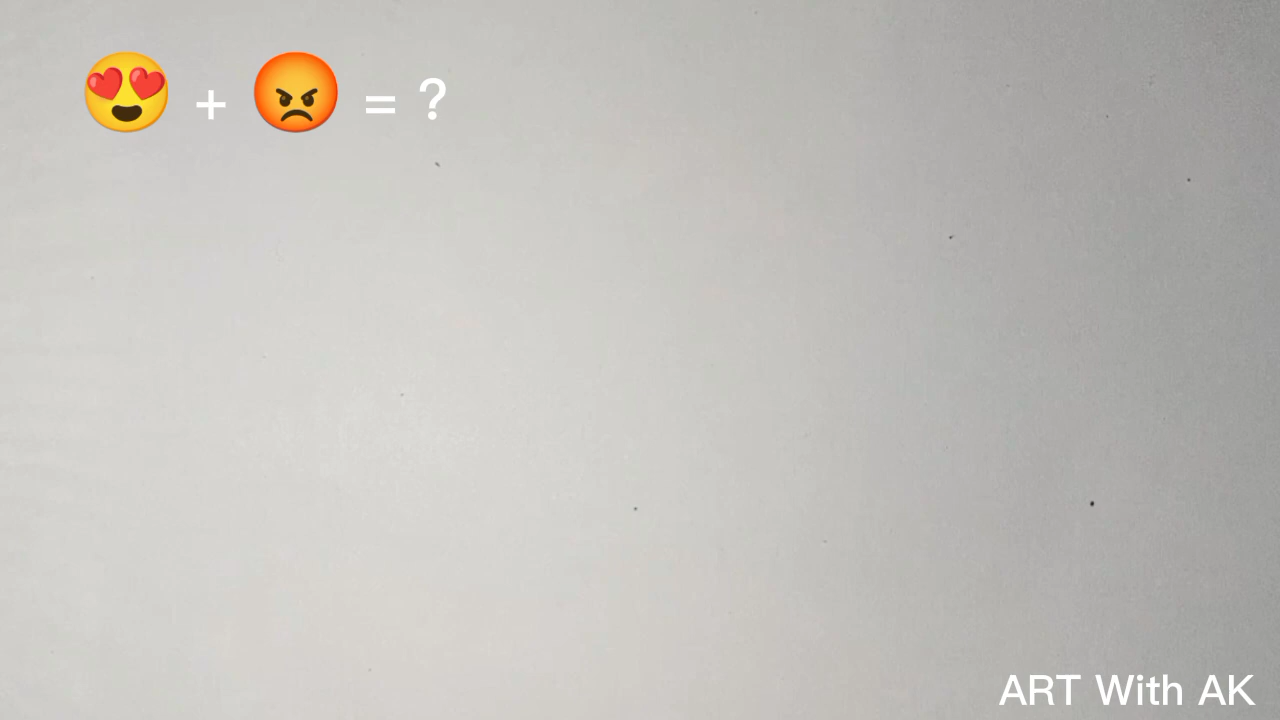 😍 + 😡 = ?
ART With AK